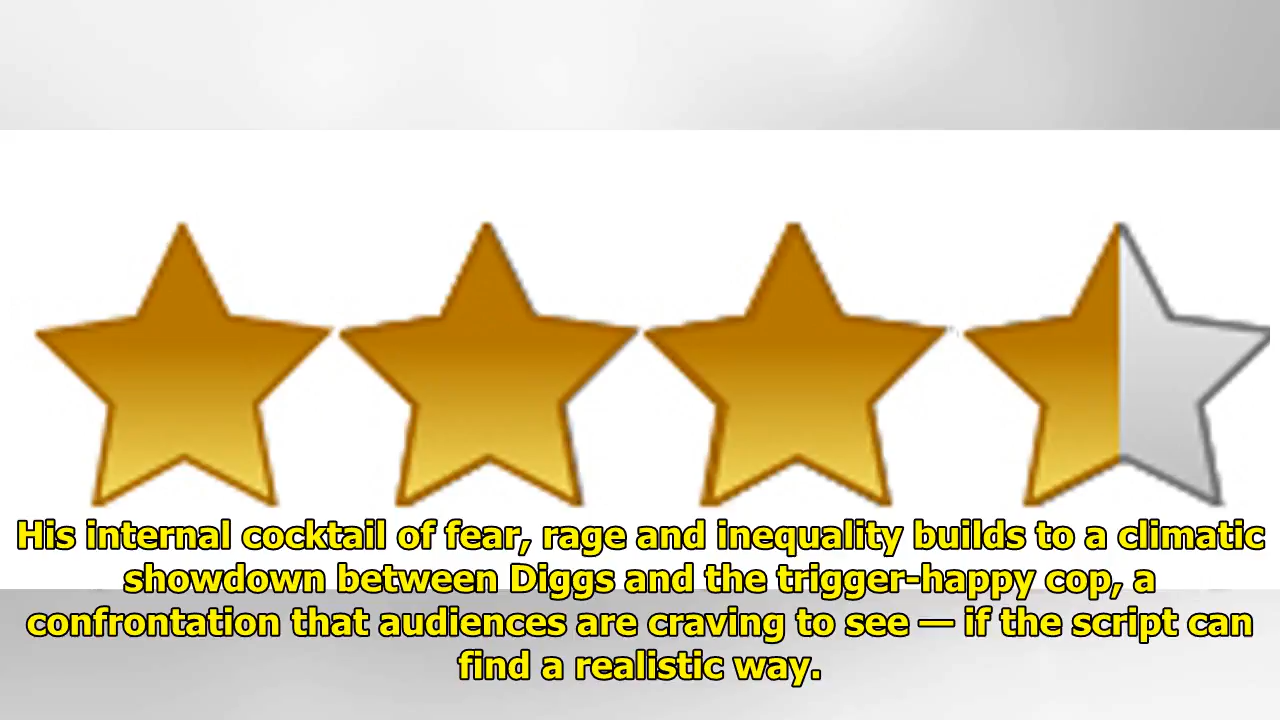 His internal cocktail of fear, rage and inequality builds to a climatic
showdown between Diggs and the trigger-happy cop, a
confrontation that audiences are craving to see — if the script can
find a realistic way.